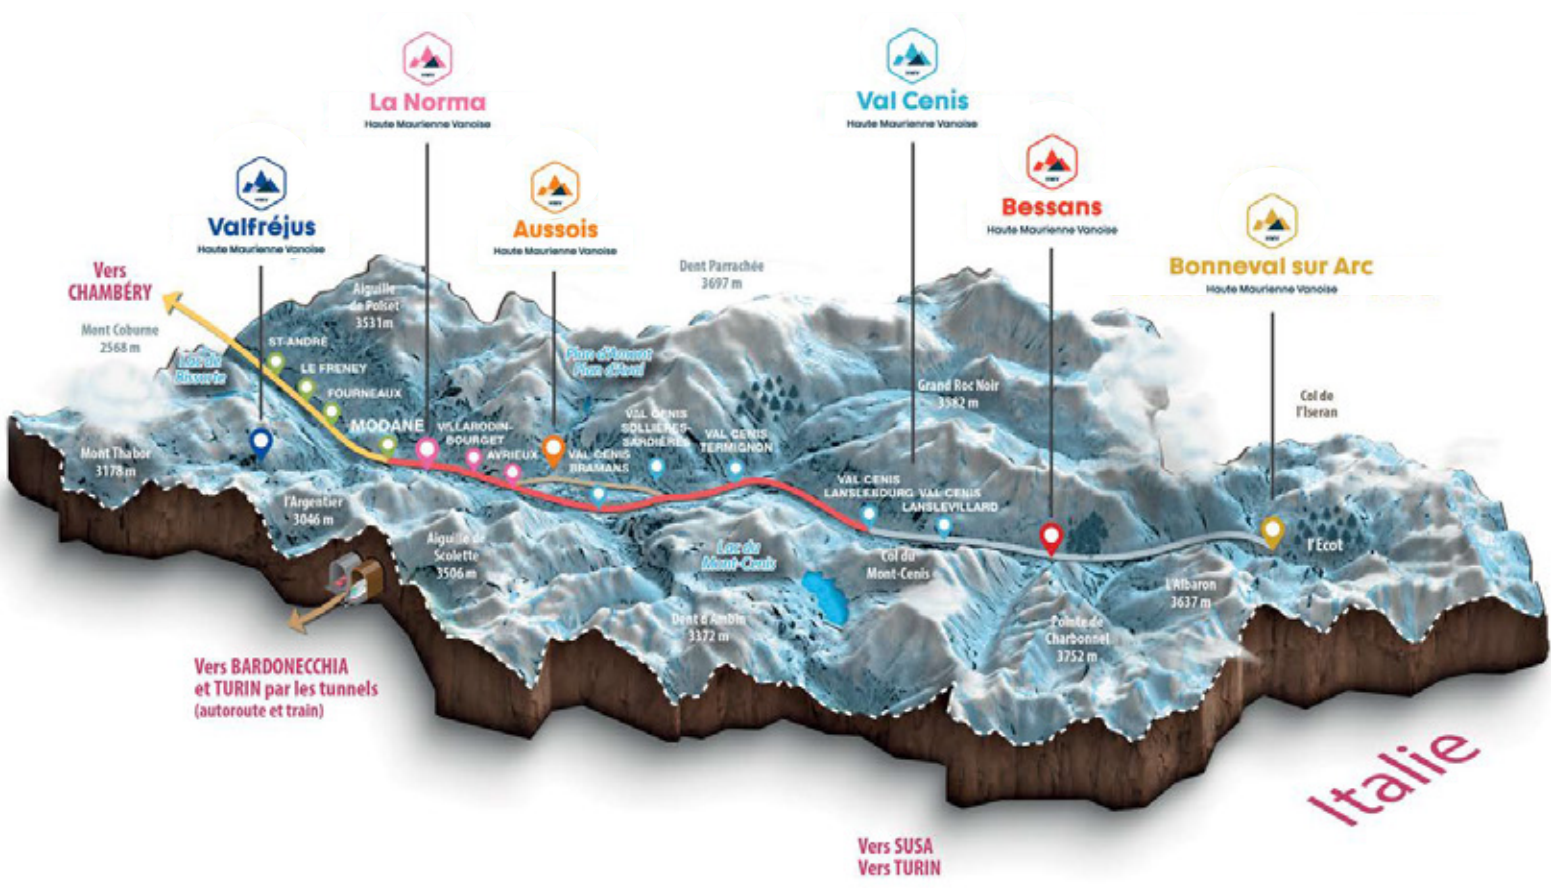 La Norma
Haute Maurienne Vanoise
Val Cenis
Haute Maurienne Vanoise
Valfréjus
Haute Maurienne Vanoise
Aussois
Haute Maurienne Vanoise
Bessans
Haute Maurienne Vanoise
Bonneval sur Arc
Haute Maurienne Vanoise
Vers
CHAMBÉRY
Mont Coburne
2568 m
Lac de
Bissorte
Aiguille
de Polset
3531m
Dent Parrachée
3697 m
Plan d'Amont
Plan d'Aval
ST-ANDRÉ
LE FRENEY
FOURNEAUX
MODANE
VILLARODIN-
BOURGET
AVRIEUX
VAL CENIS
BRAMANS
VAL CENIS
SOLLIÈRES-
SARDIÈRES
VAL CENIS
TERMIGNON
Grand Roc Noir
3582 m
VAL CENIS
LANSLEBOURG
VAL CENIS
LANSLEVILLARD
Col de
l'Iseran
l'Ecot
Mont Thabor
3178 m
l'Argentier
3046 m
Aiguille de
Scolette
3506 m
Lac du
Mont-Cenis
Col du
Mont-Cenis
Dent d'Ambin
3372 m
Pointe de
Charbonnel
3752 m
L'Albaron
3637 m
Vers BARDONECCHIA
et TURIN par les tunnels
(autoroute et train)
Italie
Vers SUSA
Vers TURIN